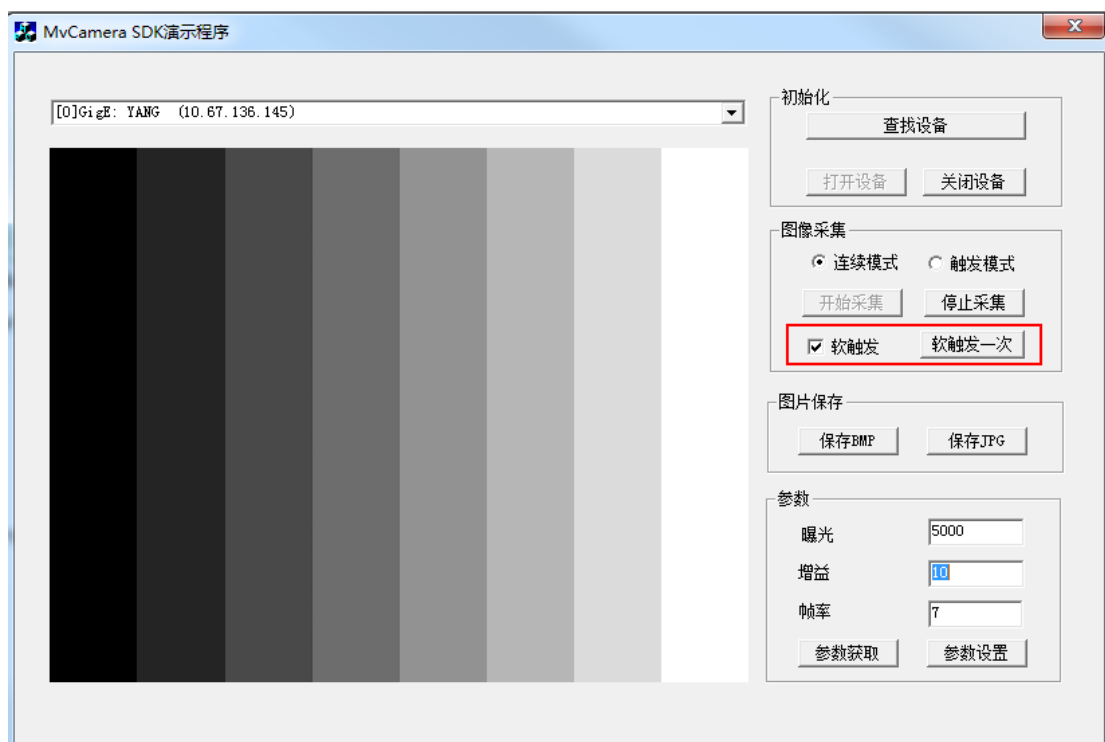 MvCamera SDK演示程序
[0]GigE: YANG (10.67.136.145)
初始化
查找设备
打开设备 关闭设备
图像采集
连续模式 触发模式
开始采集 停止采集
软触发 软触发一次
图片保存
保存BMP 保存JPG
参数
曝光 5000
增益 10
帧率 7
参数获取 参数设置